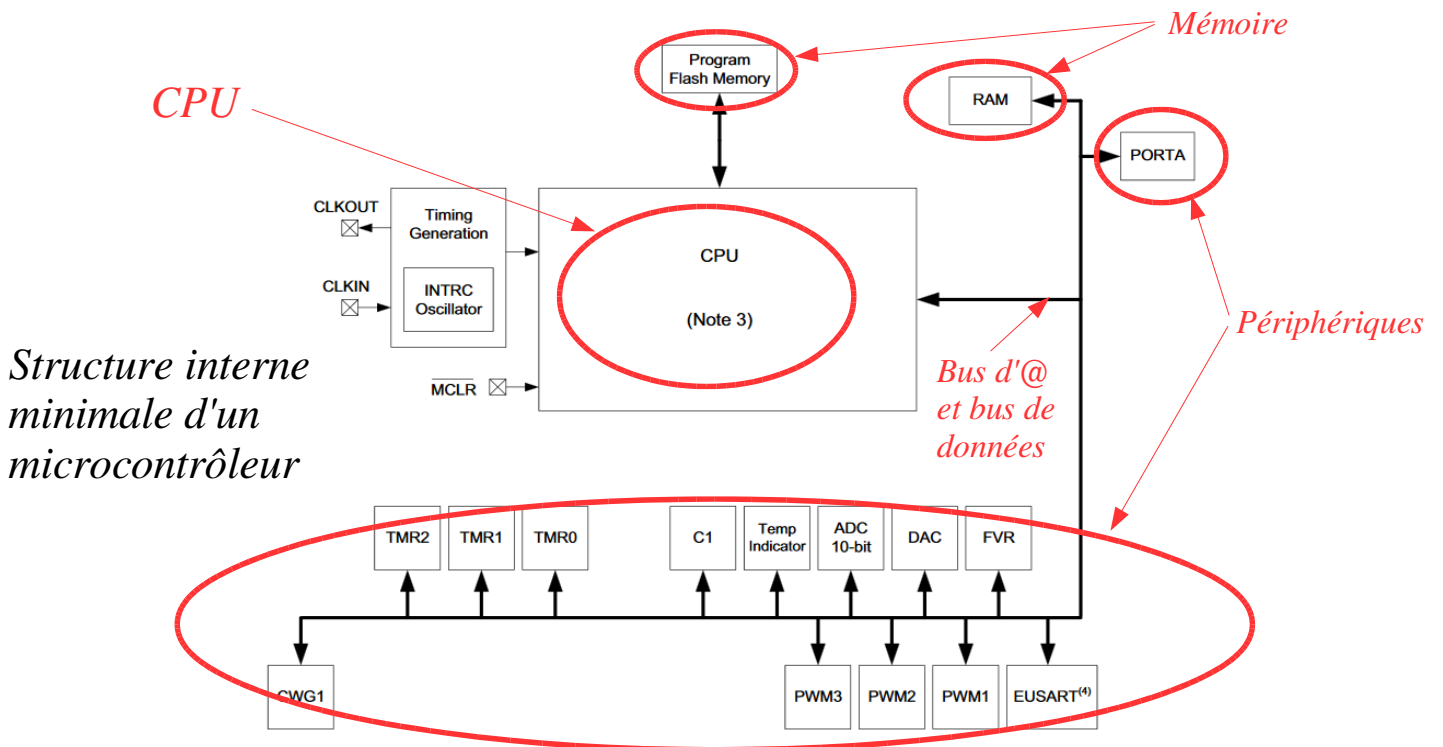 Mémoire
Program
Flash Memory
RAM
CPU
PORTA
CLKOUT
Timing
Generation
CPU
CLKIN
INTRC
Oscillator
(Note 3)
Périphériques
Structure interne
minimale d'un
microcontrôleur
MCLR
Bus d'@
et bus de
données
TMR2
TMR1
TMR0
C1
Temp
Indicator
ADC
10-bit
DAC
FVR
CWG1
PWM3
PWM2
PWM1
EUSART(4)